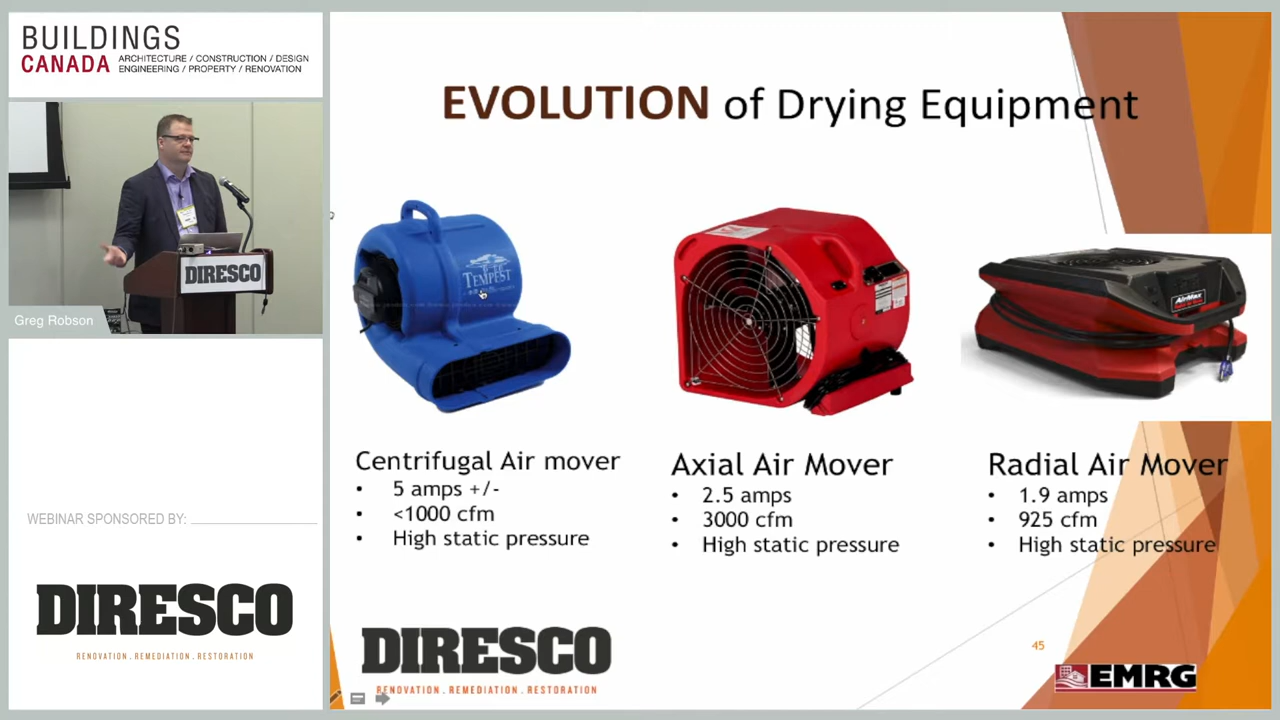 BUILDINGS
CANADA
ARCHITECTURE / CONSTRUCTION / DESIGN
ENGINEERING / PROPERTY / RENOVATION
DIRESCO
Greg Robson
WEBINAR SPONSORED BY:
DIRESCO
RENOVATION . REMEDIATION . RESTORATION
EVOLUTION of Drying Equipment
TEMPEST
AirMax
Centrifugal Air mover
• 5 amps +/-
• <1000 cfm
• High static pressure
Axial Air Mover
• 2.5 amps
• 3000 cfm
• High static pressure
Radial Air Mover
• 1.9 amps
• 925 cfm
• High static pressure
DIRESCO
RENOVATION . REMEDIATION . RESTORATION
45
EMRG